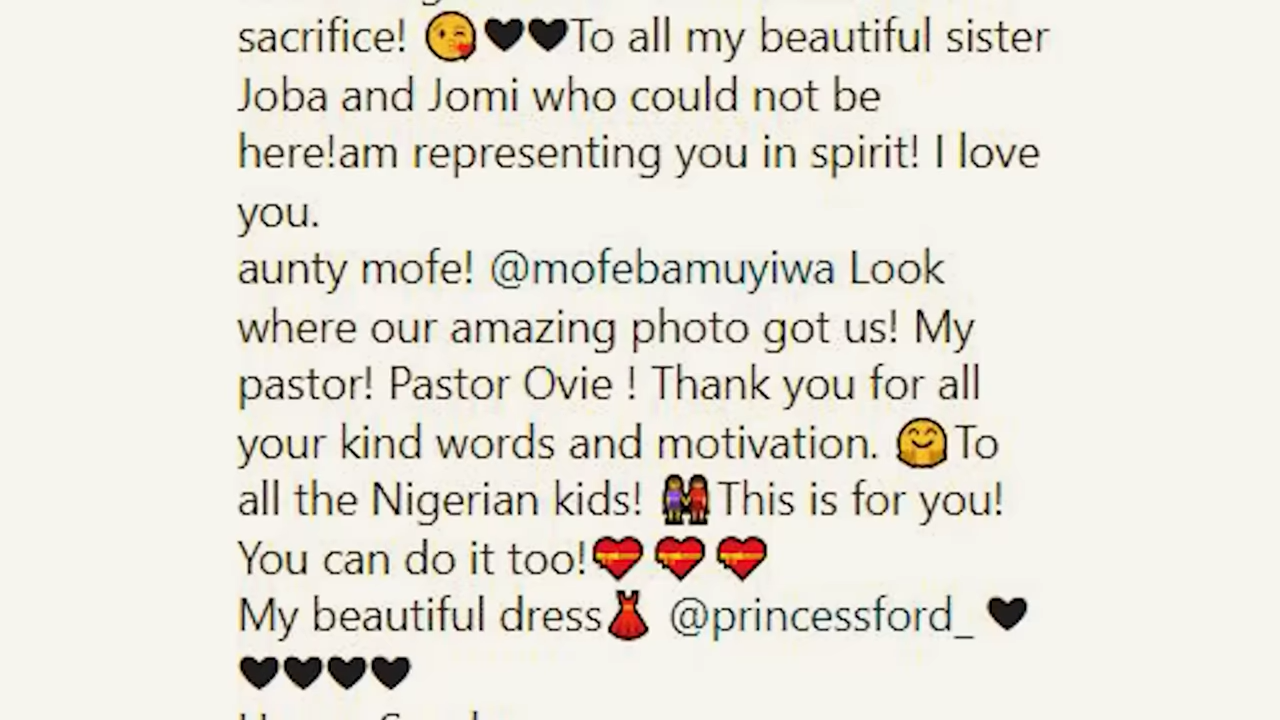 sacrifice! 😘🖤🖤To all my beautiful sister
Joba and Jomi who could not be
here!am representing you in spirit! I love
you.
aunty mofe! @mofebamuyiwa Look
where our amazing photo got us! My
pastor! Pastor Ovie ! Thank you for all
your kind words and motivation. 🤗To
all the Nigerian kids! 👭This is for you!
You can do it too!💝💝💝
My beautiful dress💃 @princessford_ 🖤
🖤🖤🖤🖤